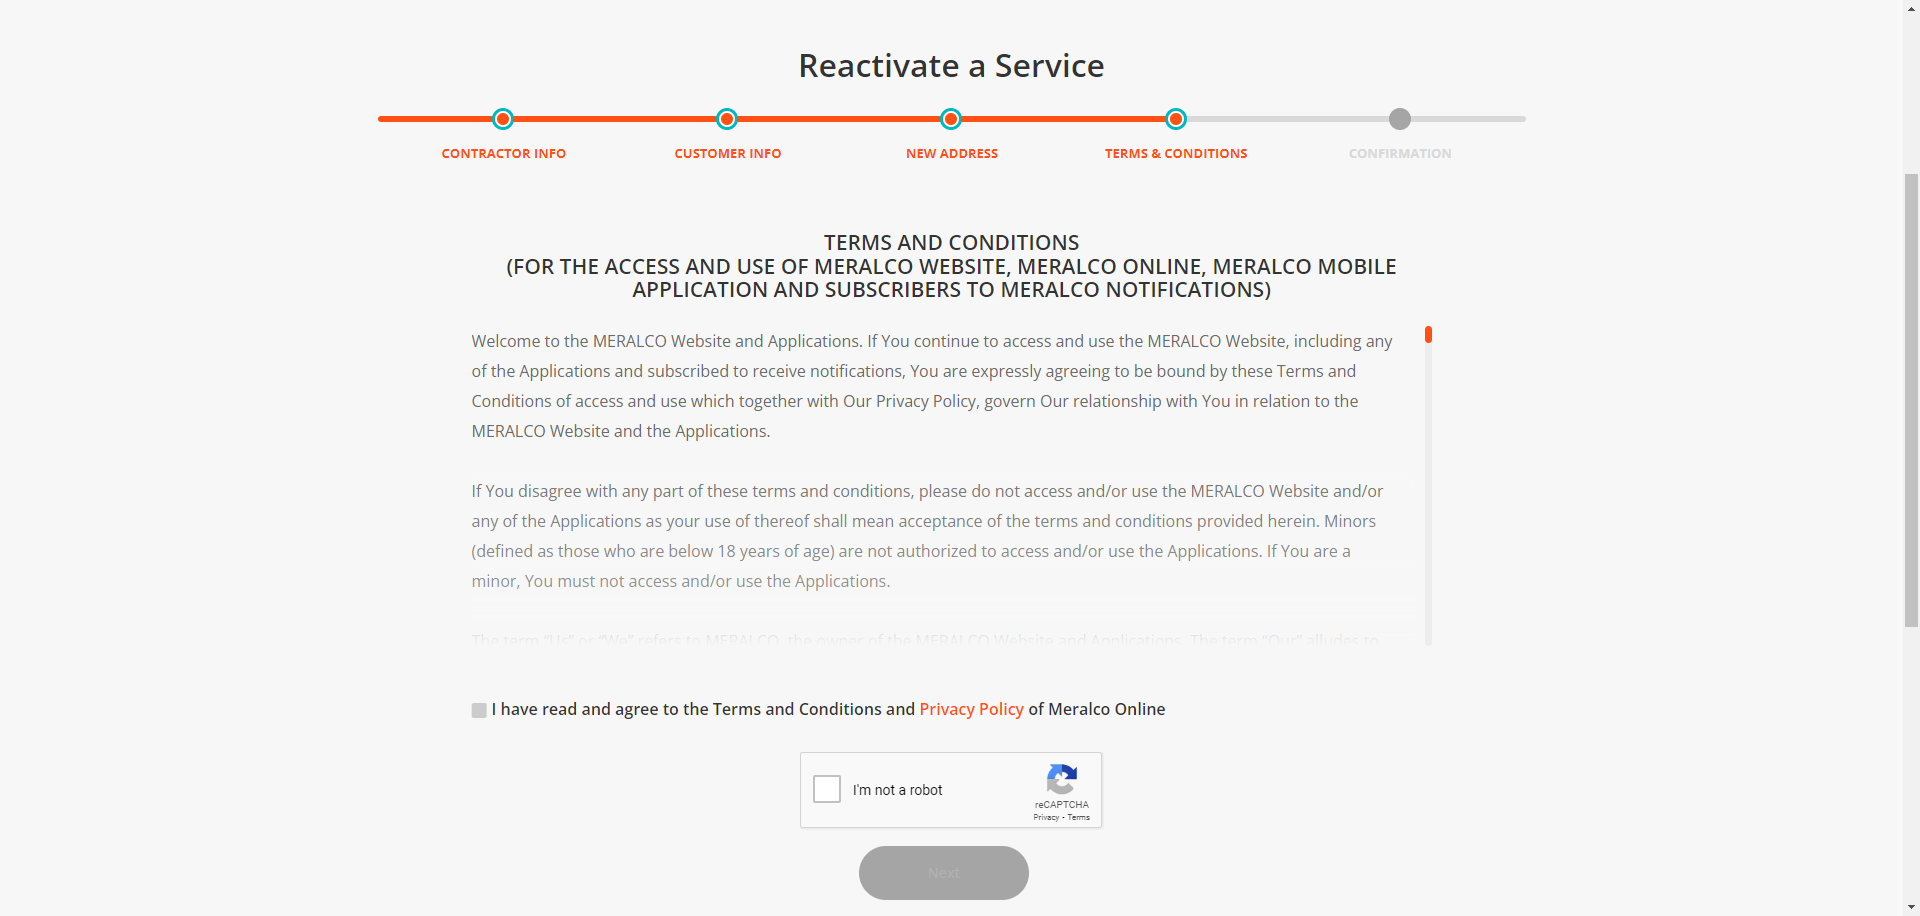 Reactivate a Service
CONTRACTOR INFO
CUSTOMER INFO
NEW ADDRESS
TERMS & CONDITIONS
CONFIRMATION
TERMS AND CONDITIONS
(FOR THE ACCESS AND USE OF MERALCO WEBSITE, MERALCO ONLINE, MERALCO MOBILE
APPLICATION AND SUBSCRIBERS TO MERALCO NOTIFICATIONS)
Welcome to the MERALCO Website and Applications. If You continue to access and use the MERALCO Website, including any
of the Applications and subscribed to receive notifications, You are expressly agreeing to be bound by these Terms and
Conditions of access and use which together with Our Privacy Policy, govern Our relationship with You in relation to the
MERALCO Website and the Applications.
If You disagree with any part of these terms and conditions, please do not access and/or use the MERALCO Website and/or
any of the Applications as your use of thereof shall mean acceptance of the terms and conditions provided herein. Minors
(defined as those who are below 18 years of age) are not authorized to access and/or use the Applications. If You are a
minor, You must not access and/or use the Applications.
The term “Us” or “We” refers to MERALCO, the owner of the MERALCO Website and Applications. The term “Our” alludes to
I have read and agree to the Terms and Conditions and Privacy Policy of Meralco Online
I'm not a robot
reCAPTCHA
Privacy - Terms
Next